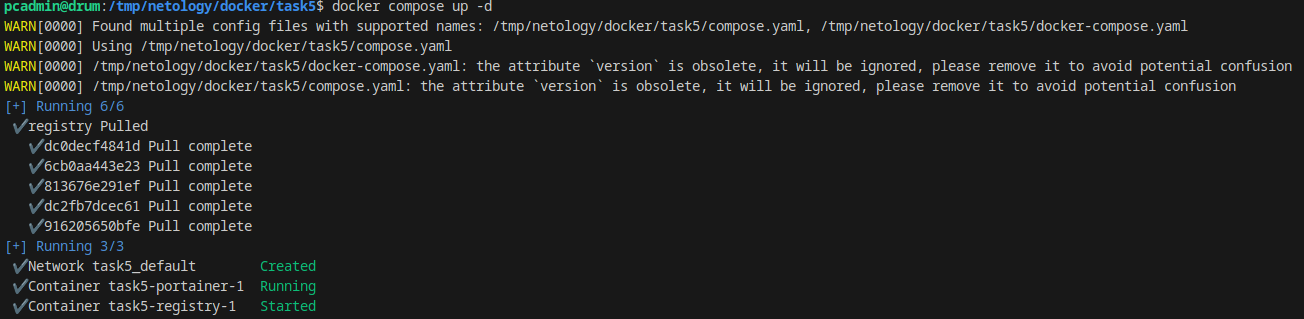 pcadmin@drum:/tmp/netology/docker/task5$ docker compose up -d
WARN[0000] Found multiple config files with supported names: /tmp/netology/docker/task5/compose.yaml, /tmp/netology/docker/task5/docker-compose.yaml
WARN[0000] Using /tmp/netology/docker/task5/compose.yaml
WARN[0000] /tmp/netology/docker/task5/docker-compose.yaml: the attribute `version` is obsolete, it will be ignored, please remove it to avoid potential confusion
WARN[0000] /tmp/netology/docker/task5/compose.yaml: the attribute `version` is obsolete, it will be ignored, please remove it to avoid potential confusion
[+] Running 6/6
✔registry Pulled
✔dc0decf4841d Pull complete
✔6cb0aa443e23 Pull complete
✔813676e291ef Pull complete
✔dc2fb7dcec61 Pull complete
✔916205650bfe Pull complete
[+] Running 3/3
✔Network task5_default Created
✔Container task5-portainer-1 Running
✔Container task5-registry-1 Started